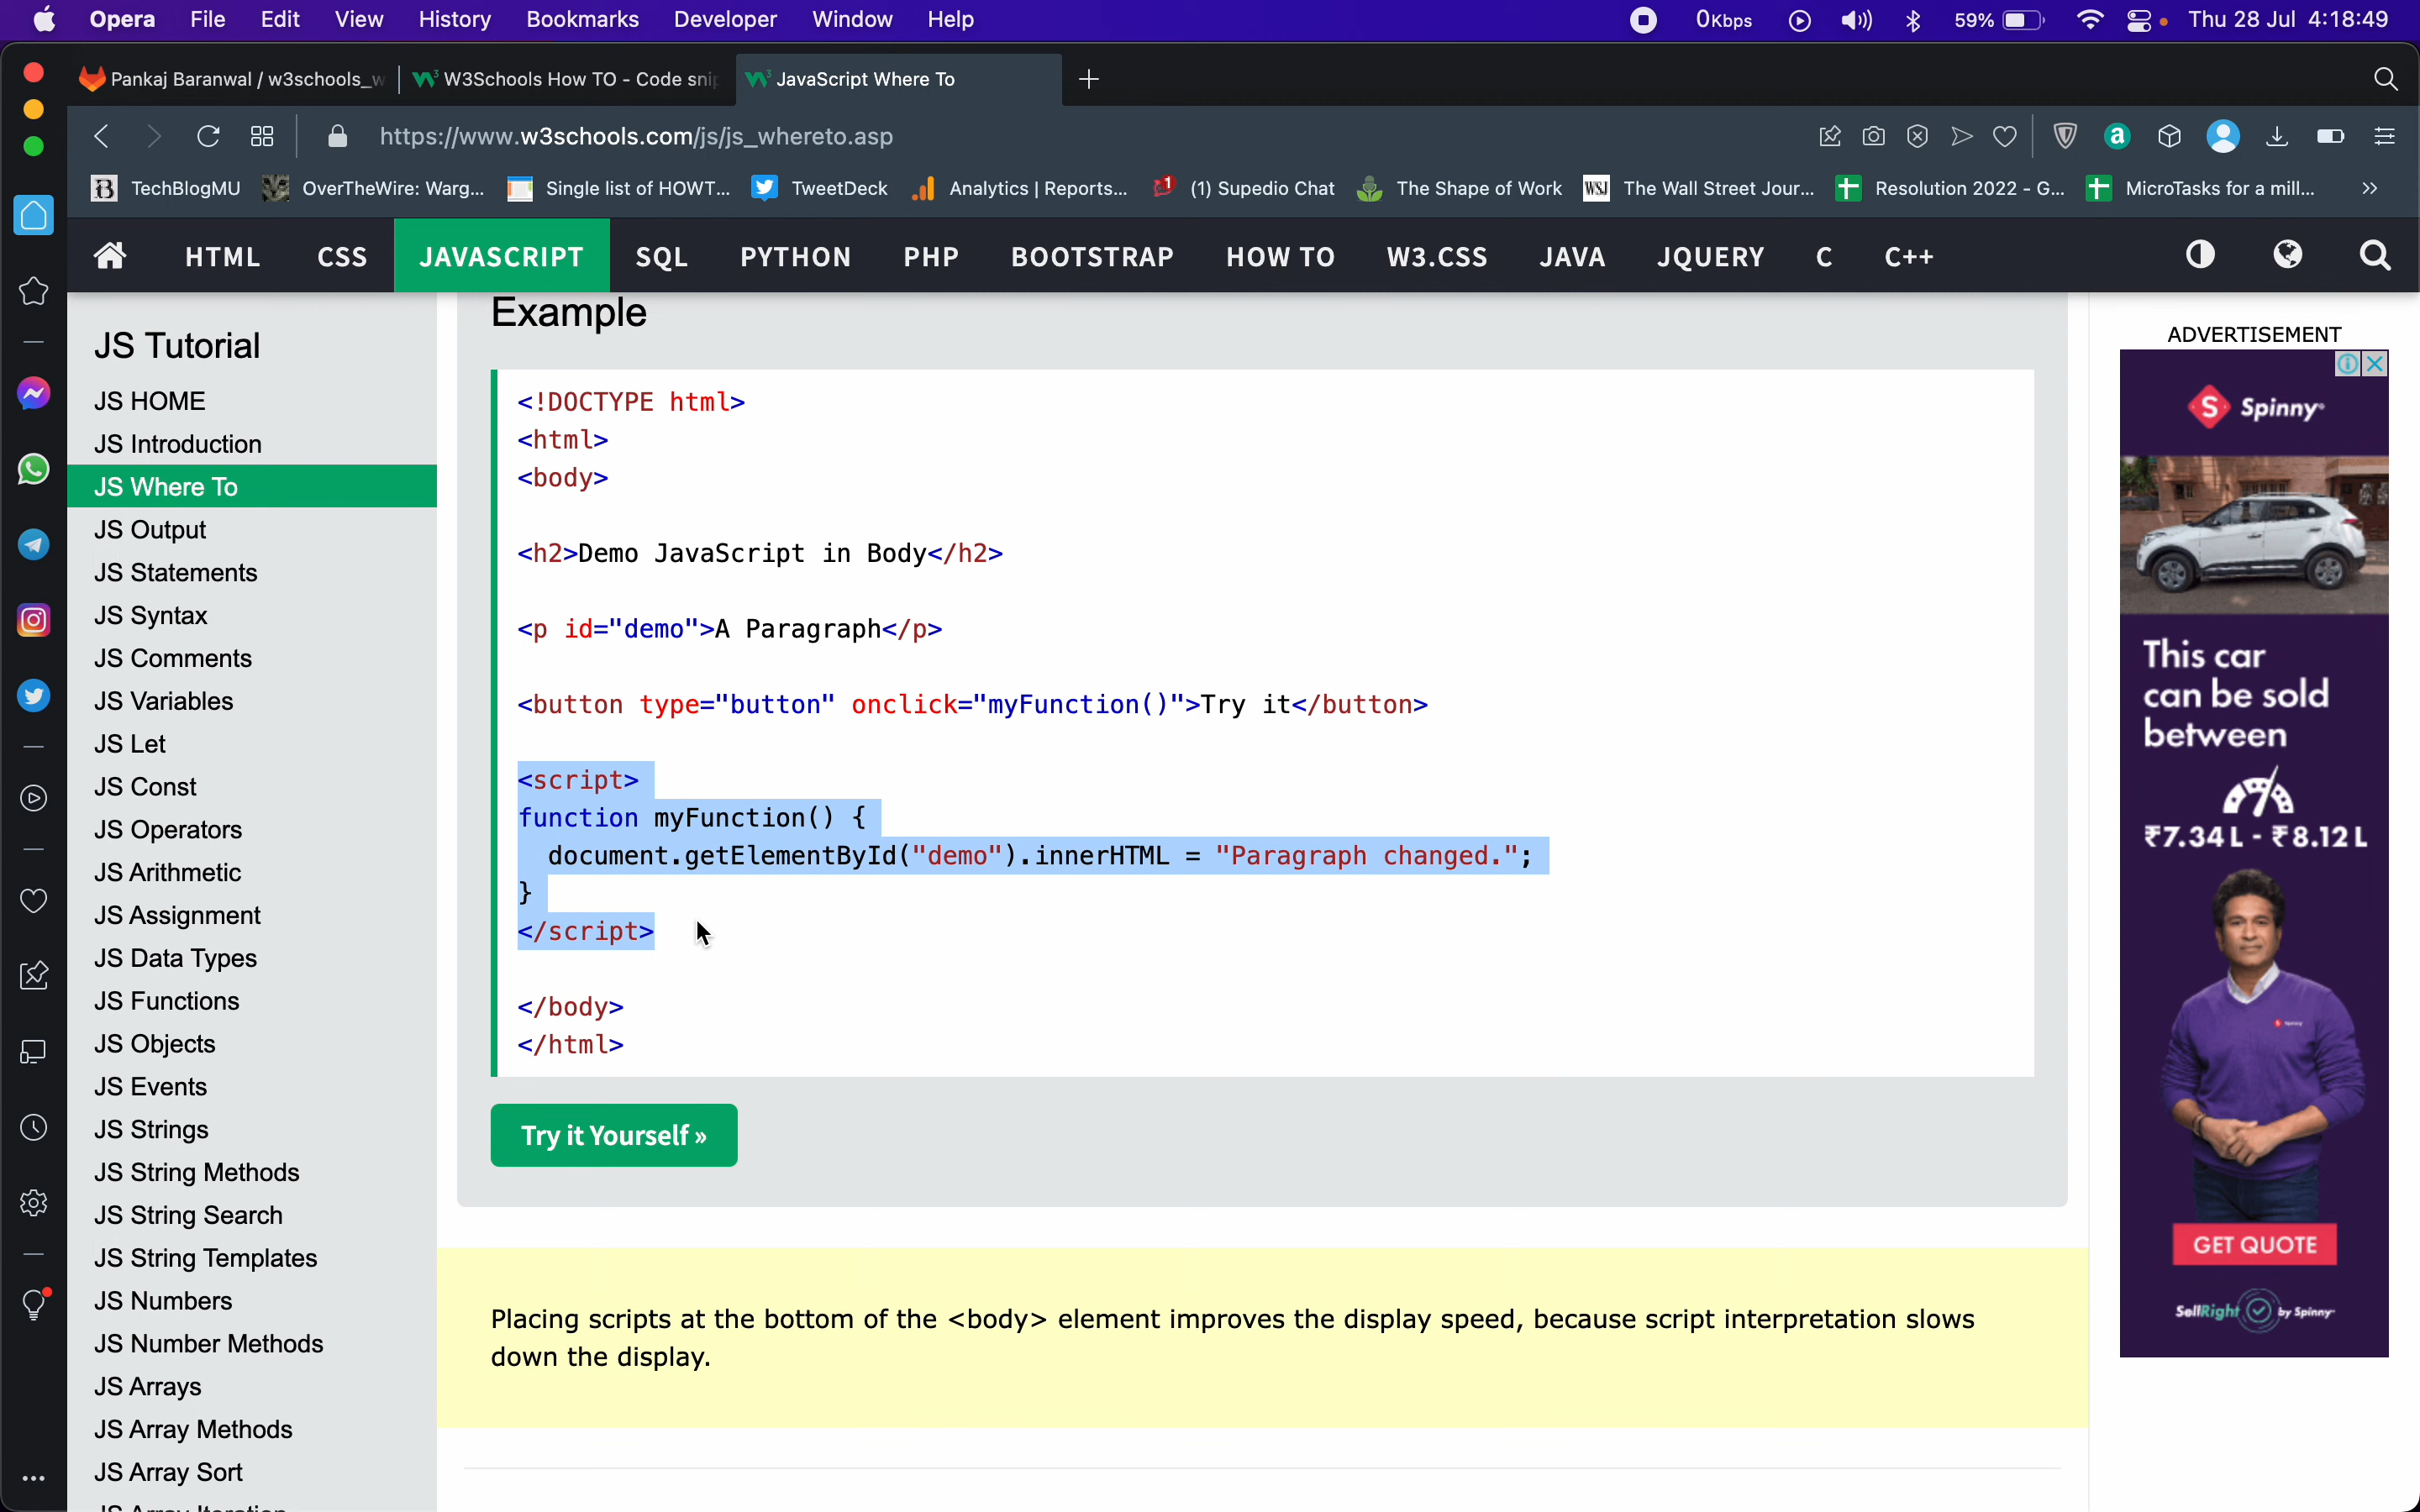 Opera File Edit View History Bookmarks Developer Window Help 0Kbps 59% Thu 28 Jul 4:18:49
Pankaj Baranwal / w3schools_w W3Schools How TO - Code snip JavaScript Where To
https://www.w3schools.com/js/js_whereto.asp
TechBlogMU OverTheWire: Warg... Single list of HOWT... TweetDeck Analytics | Reports... (1) Supedio Chat The Shape of Work WSJ The Wall Street Jour... Resolution 2022 - G... MicroTasks for a mill... »
HTML CSS JAVASCRIPT SQL PYTHON PHP BOOTSTRAP HOW TO W3.CSS JAVA JQUERY C C++
JS Tutorial
JS HOME
JS Introduction
JS Where To
JS Output
JS Statements
JS Syntax
JS Comments
JS Variables
JS Let
JS Const
JS Operators
JS Arithmetic
JS Assignment
JS Data Types
JS Functions
JS Objects
JS Events
JS Strings
JS String Methods
JS String Search
JS String Templates
JS Numbers
JS Number Methods
JS Arrays
JS Array Methods
JS Array Sort
Example
<!DOCTYPE html>
<html>
<body>
<h2>Demo JavaScript in Body</h2>
<p id="demo">A Paragraph</p>
<button type="button" onclick="myFunction()">Try it</button>
<script>
function myFunction() {
  document.getElementById("demo").innerHTML = "Paragraph changed.";
}
</script>
</body>
</html>
Try it Yourself »
Placing scripts at the bottom of the <body> element improves the display speed, because script interpretation slows
down the display.
ADVERTISEMENT
S Spinny
This car
can be sold
between
₹7.34 L - ₹8.12 L
GET QUOTE
SellRight by Spinny